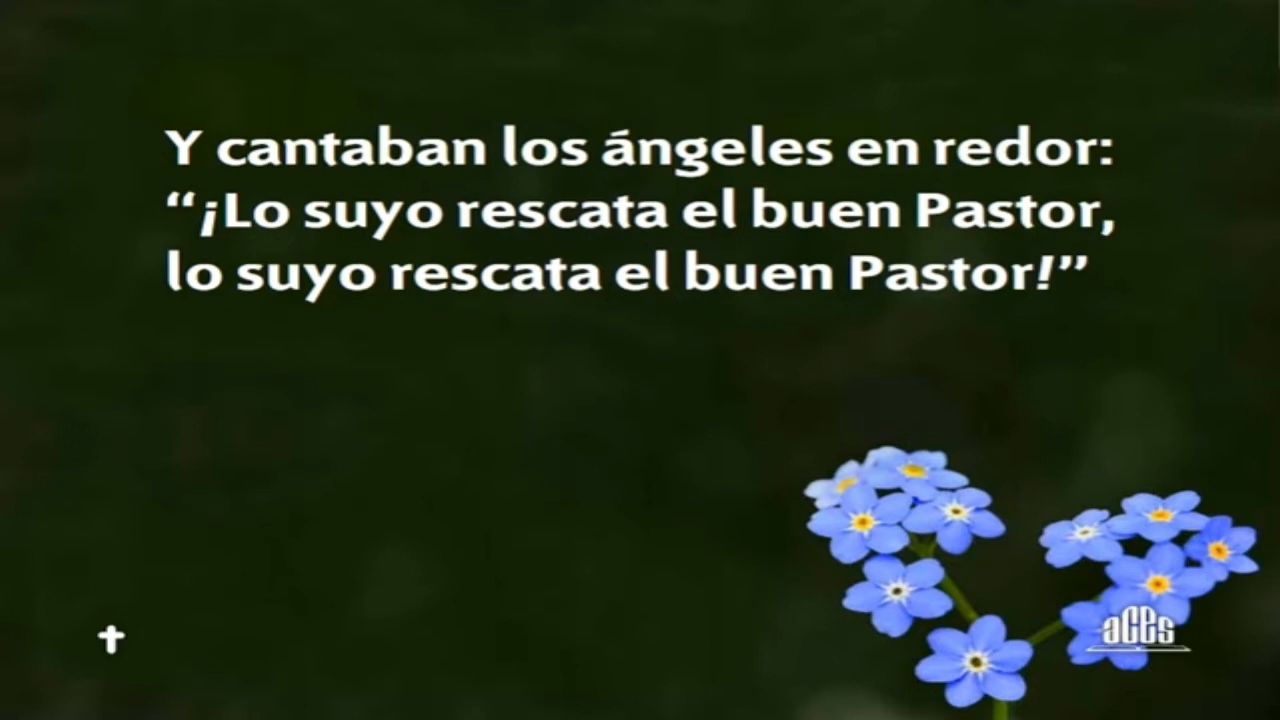 Y cantaban los ángeles en redor:
“¡Lo suyo rescata el buen Pastor,
lo suyo rescata el buen Pastor!”
aces